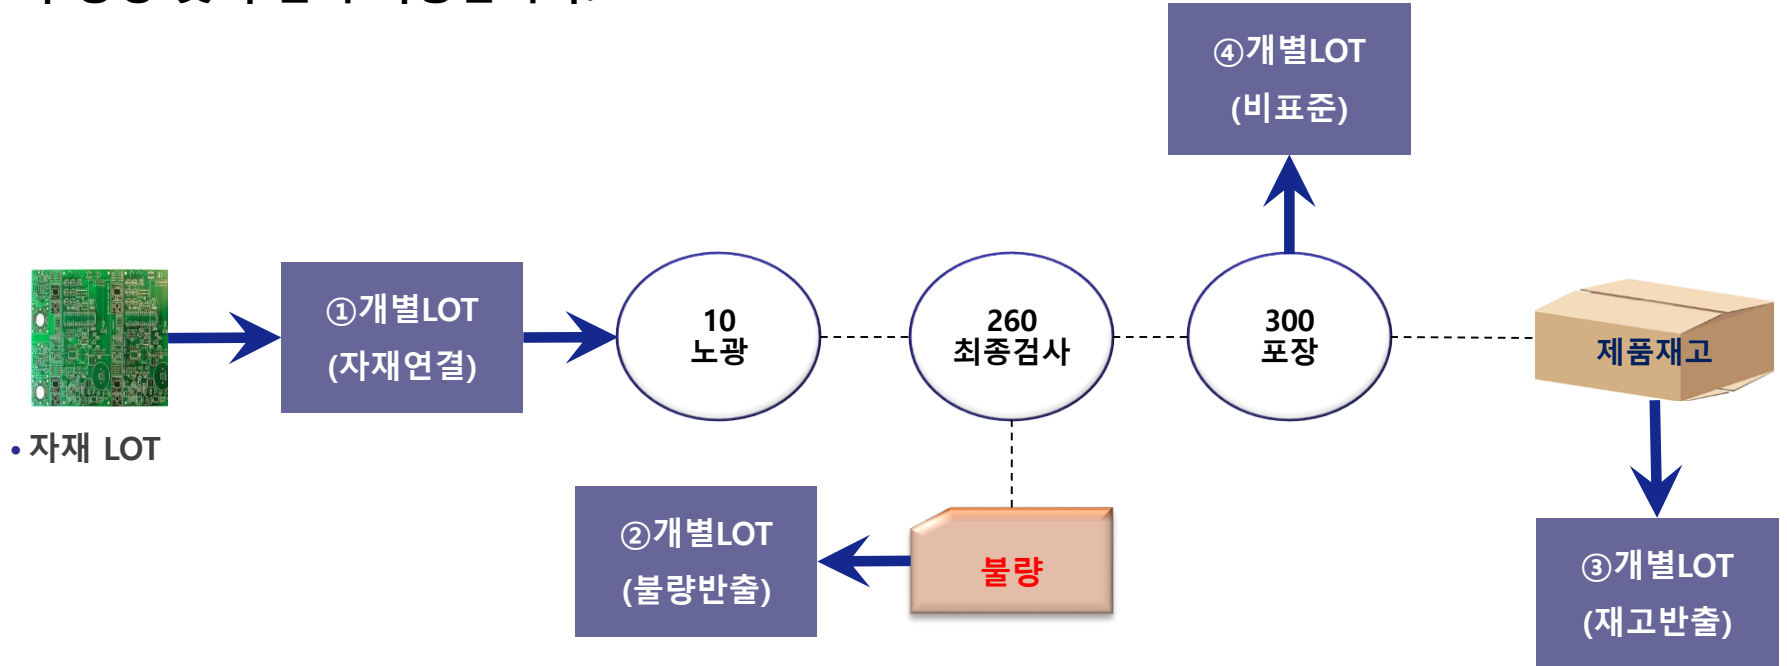 ④개별LOT
(비표준)
①개별LOT
(자재연결)
10
노광
260
최종검사
300
포장
제품재고
• 자재 LOT
②개별LOT
(불량반출)
불량
③개별LOT
(재고반출)